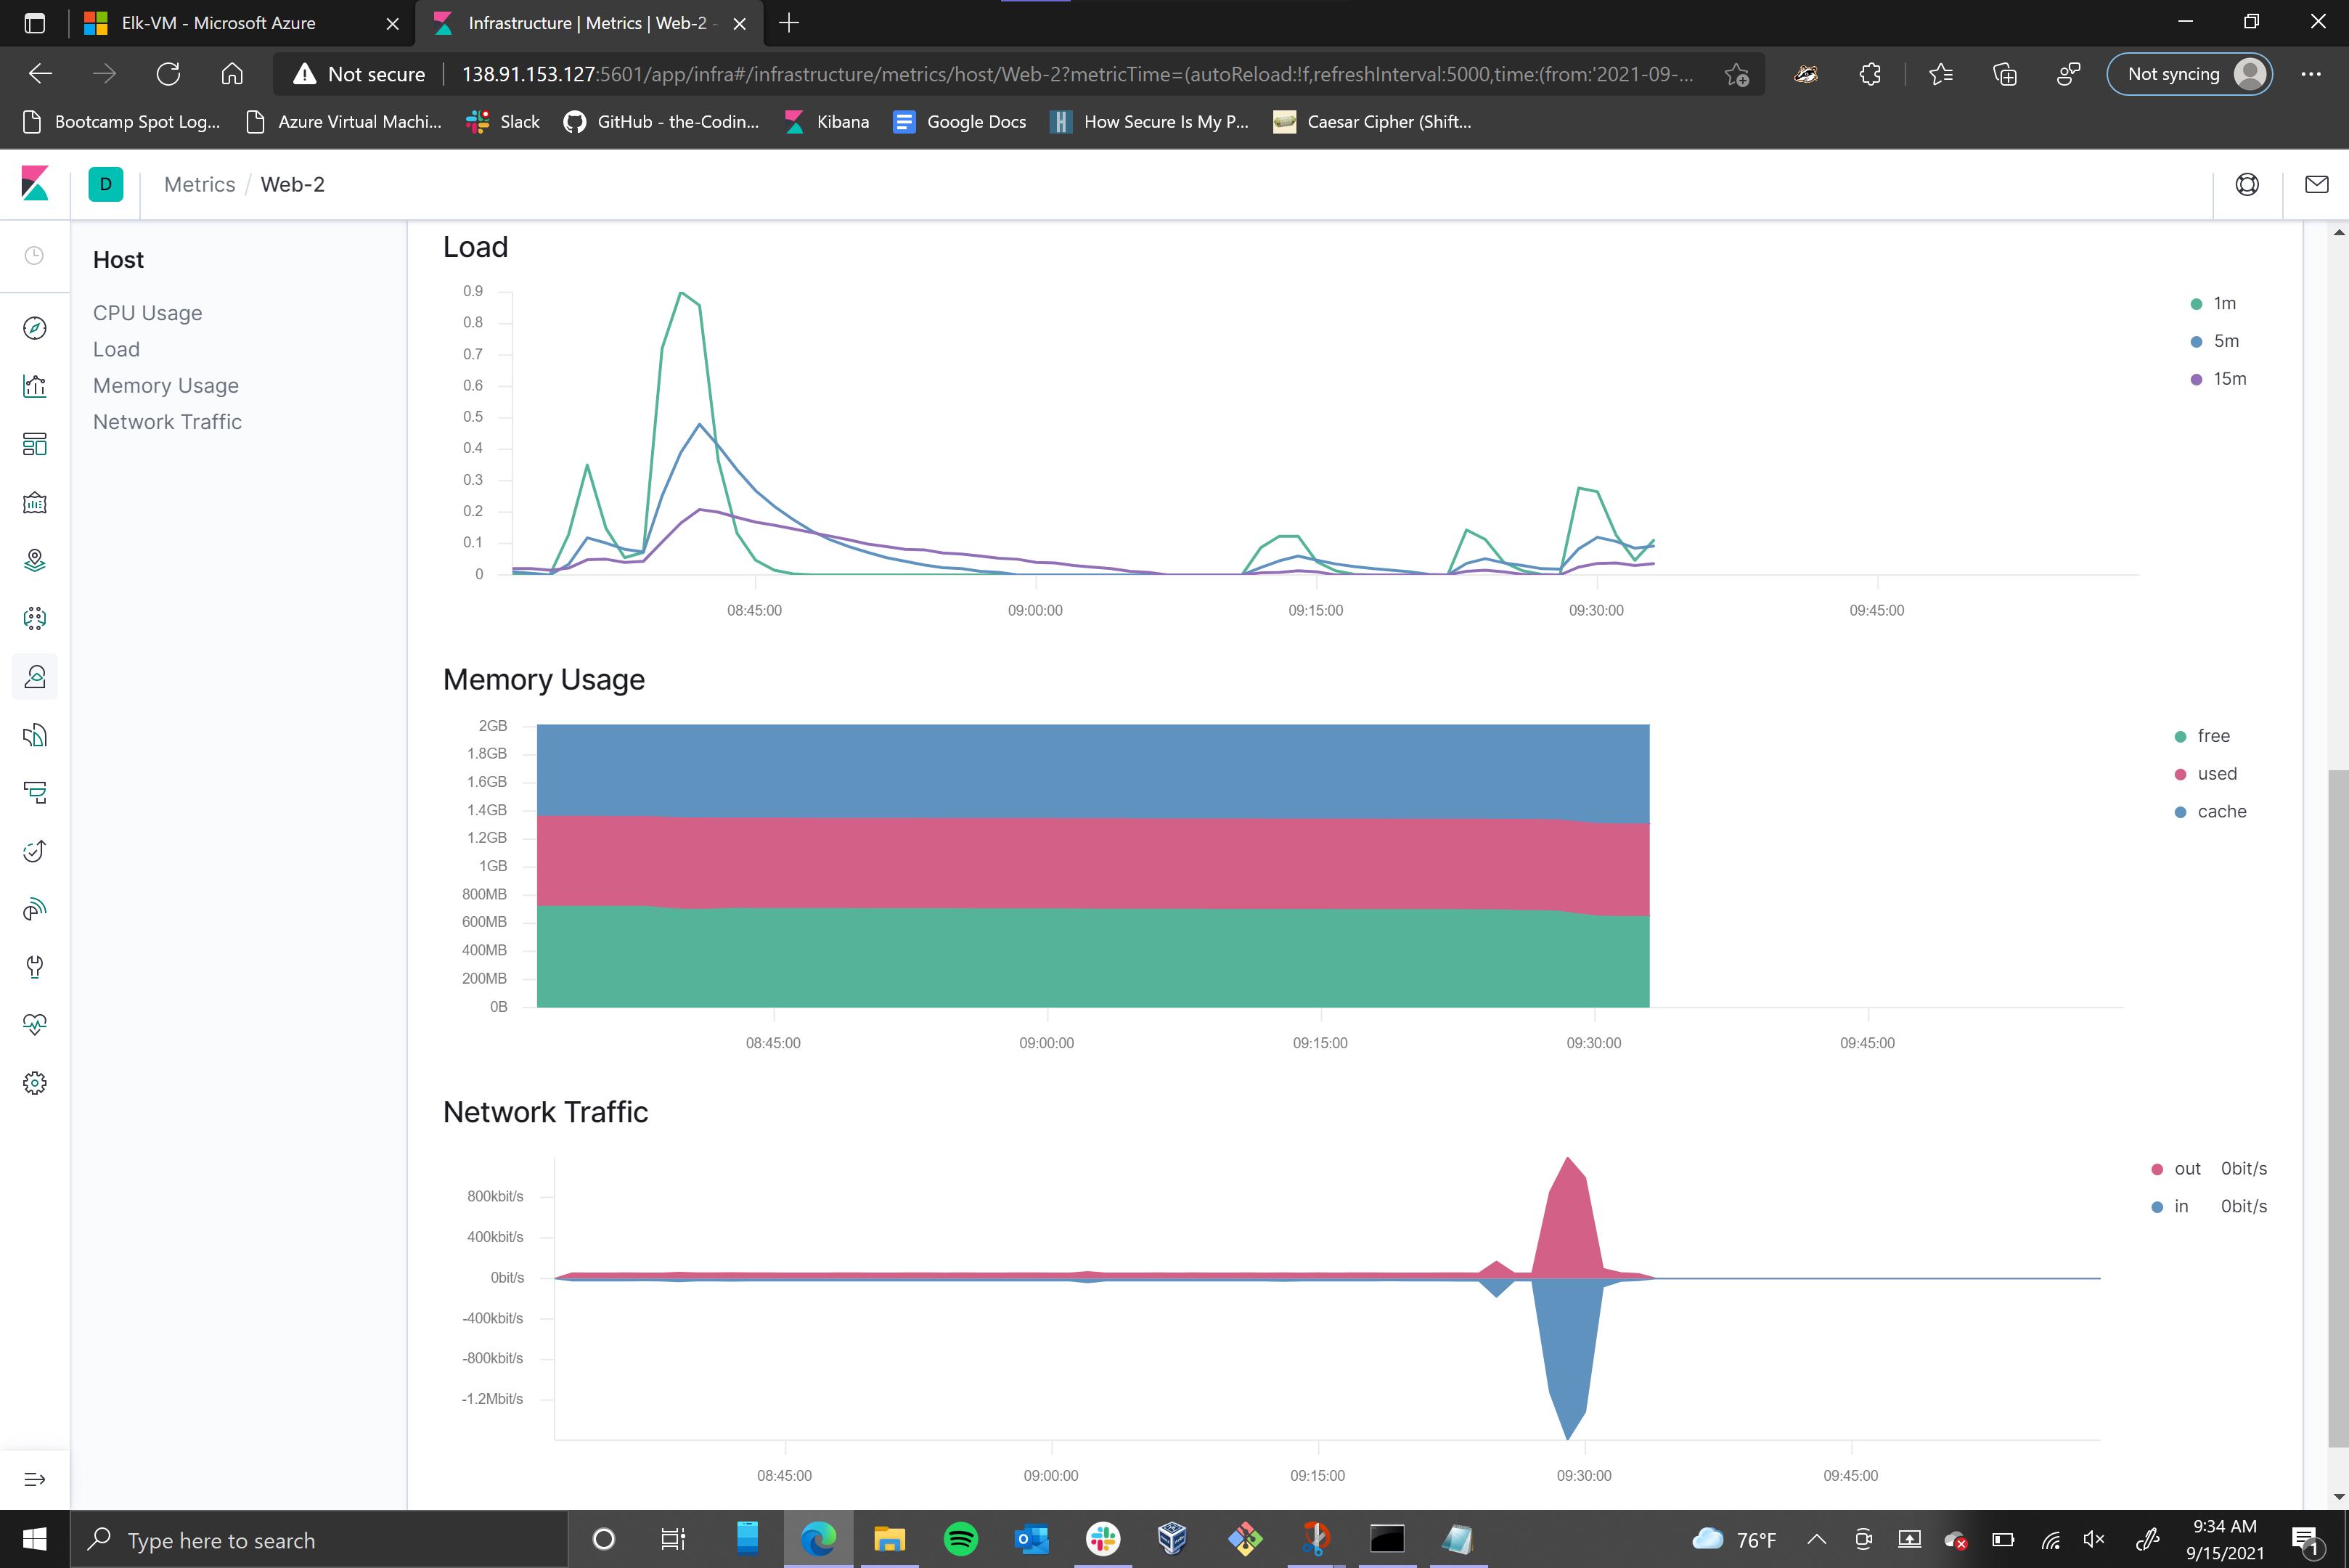 Elk-VM - Microsoft Azure
Infrastructure | Metrics | Web-2 -
Not secure
138.91.153.127:5601/app/infra#/infrastructure/metrics/host/Web-2?metricTime=(autoReload:!f,refreshInterval:5000,time:(from:'2021-09-...
Not syncing
Bootcamp Spot Log...
Azure Virtual Machi...
Slack
GitHub - the-Codin...
Kibana
Google Docs
How Secure Is My P...
Caesar Cipher (Shift...
D
Metrics / Web-2
Host
CPU Usage
Load
Memory Usage
Network Traffic
Load
0.9
0.8
0.7
0.6
0.5
0.4
0.3
0.2
0.1
0
08:45:00 09:00:00 09:15:00 09:30:00 09:45:00
1m
5m
15m
Memory Usage
2GB
1.8GB
1.6GB
1.4GB
1.2GB
1GB
800MB
600MB
400MB
200MB
0B
08:45:00 09:00:00 09:15:00 09:30:00 09:45:00
free
used
cache
Network Traffic
800kbit/s
400kbit/s
0bit/s
-400kbit/s
-800kbit/s
-1.2Mbit/s
08:45:00 09:00:00 09:15:00 09:30:00 09:45:00
out 0bit/s
in 0bit/s
Type here to search
76°F
9:34 AM
9/15/2021
1